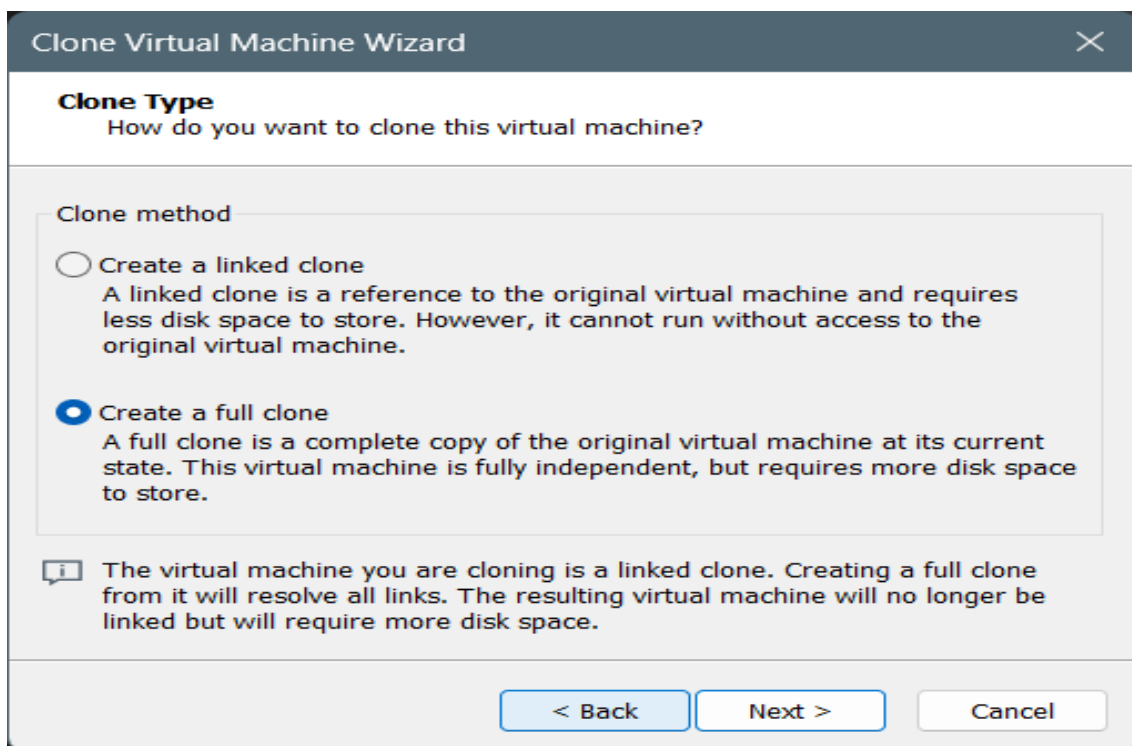 Clone Virtual Machine Wizard
Clone Type
How do you want to clone this virtual machine?
Clone method
Create a linked clone
A linked clone is a reference to the original virtual machine and requires
less disk space to store. However, it cannot run without access to the
original virtual machine.
Create a full clone
A full clone is a complete copy of the original virtual machine at its current
state. This virtual machine is fully independent, but requires more disk space
to store.
The virtual machine you are cloning is a linked clone. Creating a full clone
from it will resolve all links. The resulting virtual machine will no longer be
linked but will require more disk space.
< Back Next > Cancel